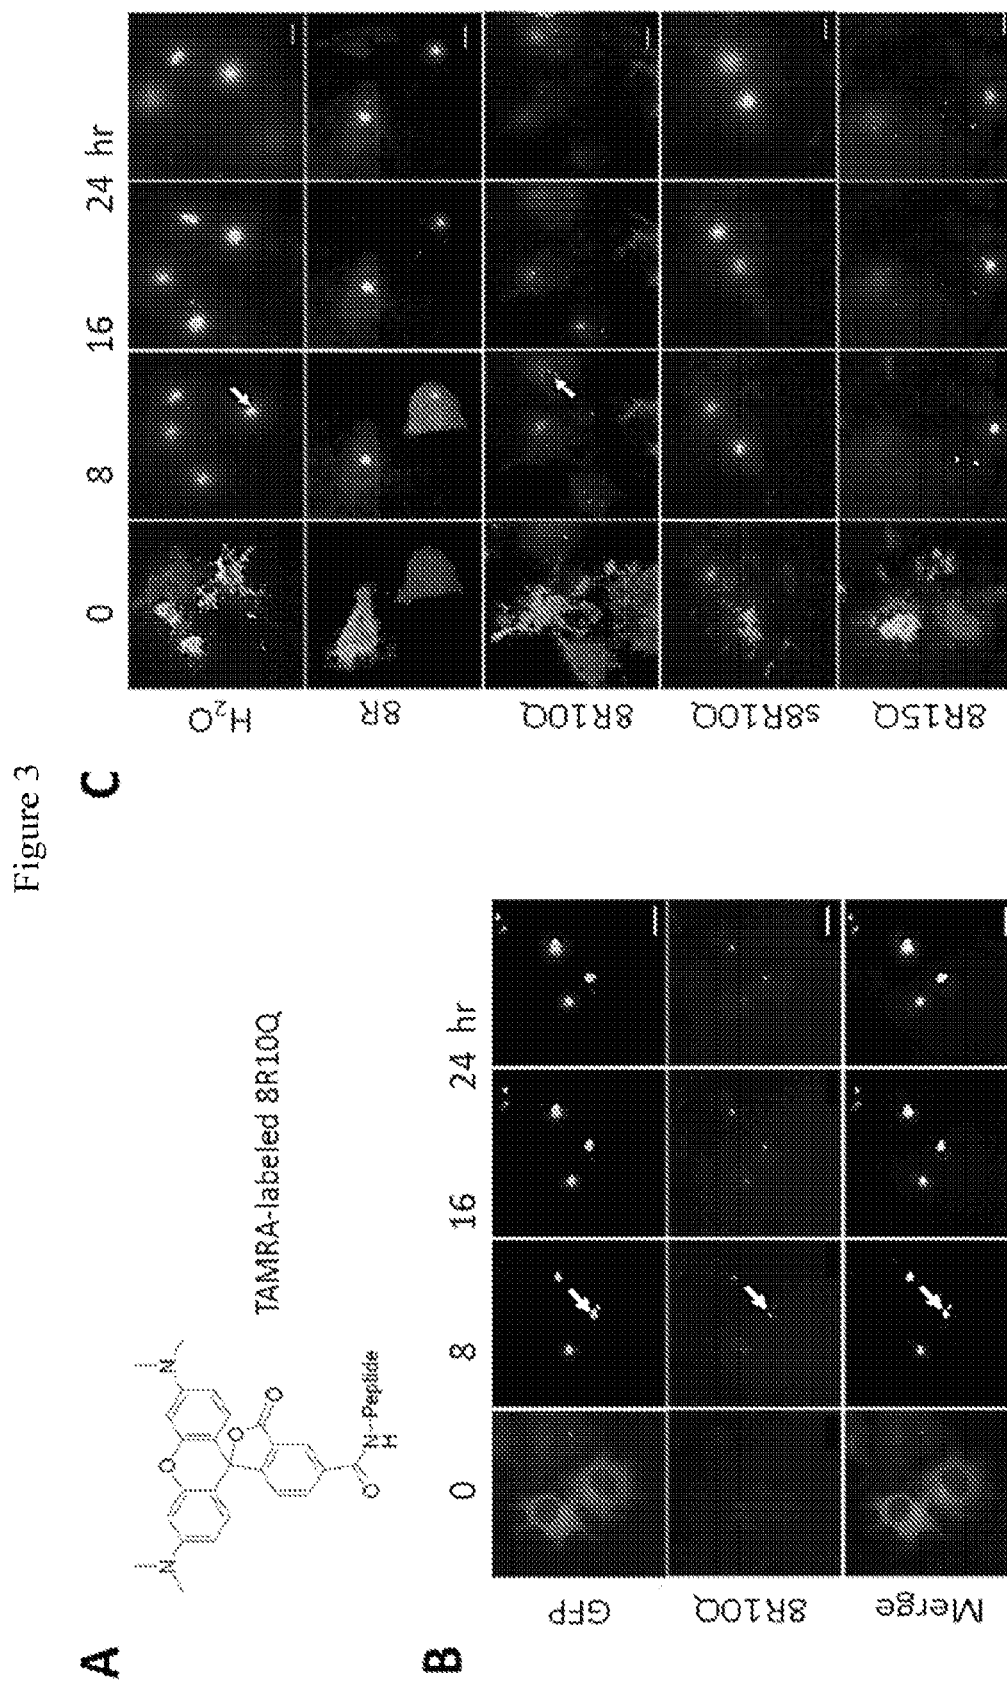 Figure 3
A
N
O
N
O
O
O
N-Peptide
H
TAMRA-labeled 8R10Q
B
0 8 16 24 hr
GFP
8R10Q
Merge
C
0 8 16 24 hr
H₂O
8R
8R10Q
s8R10Q
8R15Q